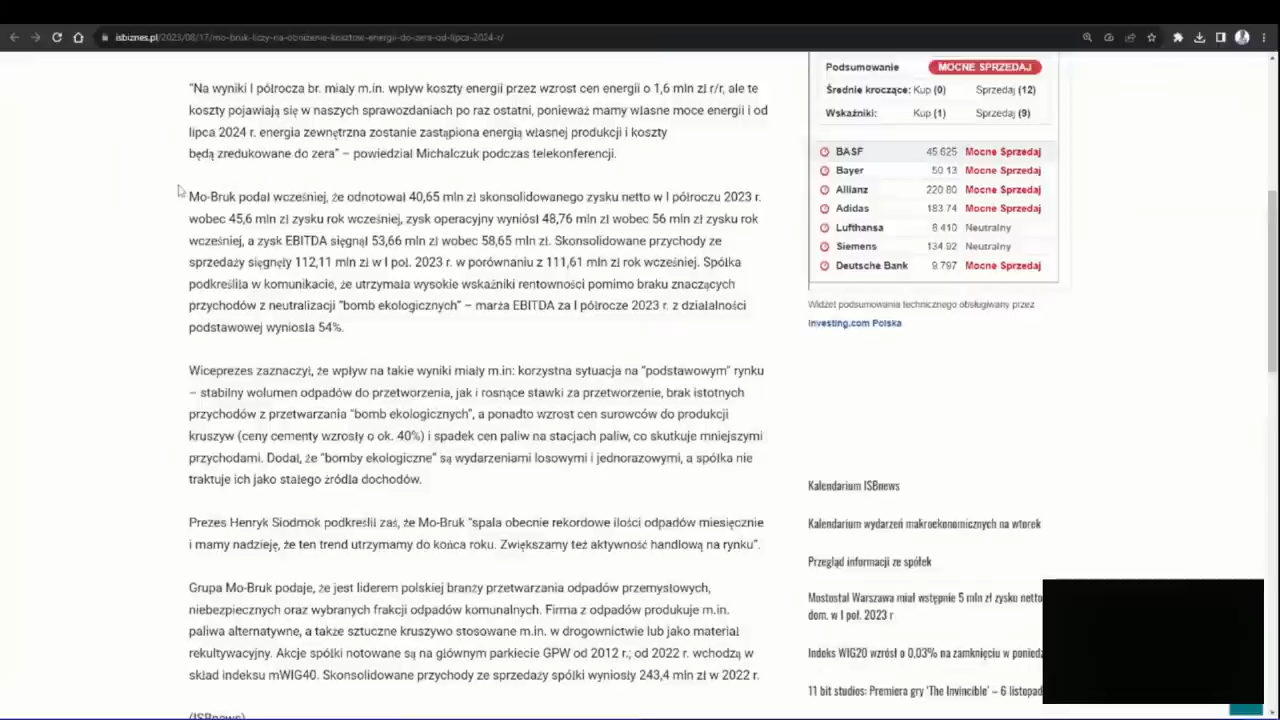 isbiznes.pl/2023/08/17/mo-bruk-liczy-na-obnizenie-kosztow-energii-do-zera-od-lipca-2024-r/
"Na wyniki I półrocza br. miały m.in. wpływ koszty energii przez wzrost cen energii o 1,6 mln zł r/r, ale te
koszty pojawiają się w naszych sprawozdaniach po raz ostatni, ponieważ mamy własne moce energii i od
lipca 2024 r. energia zewnętrzna zostanie zastąpiona energią własnej produkcji i koszty
będą zredukowane do zera" – powiedział Michalczuk podczas telekonferencji.
Mo-Bruk podał wcześniej, że odnotował 40,65 mln zł skonsolidowanego zysku netto w I półroczu 2023 r.
wobec 45,6 mln zł zysku rok wcześniej, zysk operacyjny wyniósł 48,76 mln zł wobec 56 mln zł zysku rok
wcześniej, a zysk EBITDA sięgnął 53,66 mln zł wobec 58,65 mln zł. Skonsolidowane przychody ze
sprzedaży sięgnęły 112,11 mln zł w I poł. 2023 r. w porównaniu z 111,61 mln zł rok wcześniej. Spółka
podkreśliła w komunikacie, że utrzymała wysokie wskaźniki rentowności pomimo braku znaczących
przychodów z neutralizacji "bomb ekologicznych" – marża EBITDA za I półrocze 2023 r. z działalności
podstawowej wyniosła 54%.
Wiceprezes zaznaczył, że wpływ na takie wyniki miały m.in: korzystna sytuacja na "podstawowym" rynku
– stabilny wolumen odpadów do przetworzenia, jak i rosnące stawki za przetworzenie, brak istotnych
przychodów z przetwarzania "bomb ekologicznych", a ponadto wzrost cen surowców do produkcji
kruszyw (ceny cementy wzrosły o ok. 40%) i spadek cen paliw na stacjach paliw, co skutkuje mniejszymi
przychodami. Dodał, że "bomby ekologiczne" są wydarzeniami losowymi i jednorazowymi, a spółka nie
traktuje ich jako stałego źródła dochodów.
Prezes Henryk Siodmok podkreślił zaś, że Mo-Bruk "spala obecnie rekordowe ilości odpadów miesięcznie
i mamy nadzieję, że ten trend utrzymamy do końca roku. Zwiększamy też aktywność handlową na rynku".
Grupa Mo-Bruk podaje, że jest liderem polskiej branży przetwarzania odpadów przemysłowych,
niebezpiecznych oraz wybranych frakcji odpadów komunalnych. Firma z odpadów produkuje m.in.
paliwa alternatywne, a także sztuczne kruszywo stosowane m.in. w drogownictwie lub jako materiał
rekultywacyjny. Akcje spółki notowane są na głównym parkiecie GPW od 2012 r.; od 2022 r. wchodzą w
skład indeksu mWIG40. Skonsolidowane przychody ze sprzedaży spółki wyniosły 243,4 mln zł w 2022 r.
(ISBnews)
Podsumowanie MOCNE SPRZEDAJ
Średnie kroczące: Kup (0) Sprzedaj (12)
Wskaźniki: Kup (1) Sprzedaj (9)
BASF 45.625 Mocne Sprzedaj
Bayer 50.13 Mocne Sprzedaj
Allianz 220.80 Mocne Sprzedaj
Adidas 183.74 Mocne Sprzedaj
Lufthansa 8.410 Neutralny
Siemens 134.92 Neutralny
Deutsche Bank 9.797 Mocne Sprzedaj
Widżet podsumowania technicznego obsługiwany przez
Investing.com Polska
Kalendarium ISBnews
Kalendarium wydarzeń makroekonomicznych na wtorek
Przegląd informacji ze spółek
Mostostal Warszawa miał wstępnie 5 mln zł zysku netto
dom. w I poł. 2023 r
Indeks WIG20 wzrósł o 0,03% na zamknięciu w
11 bit studios: Premiera gry 'The Invincible' – 6